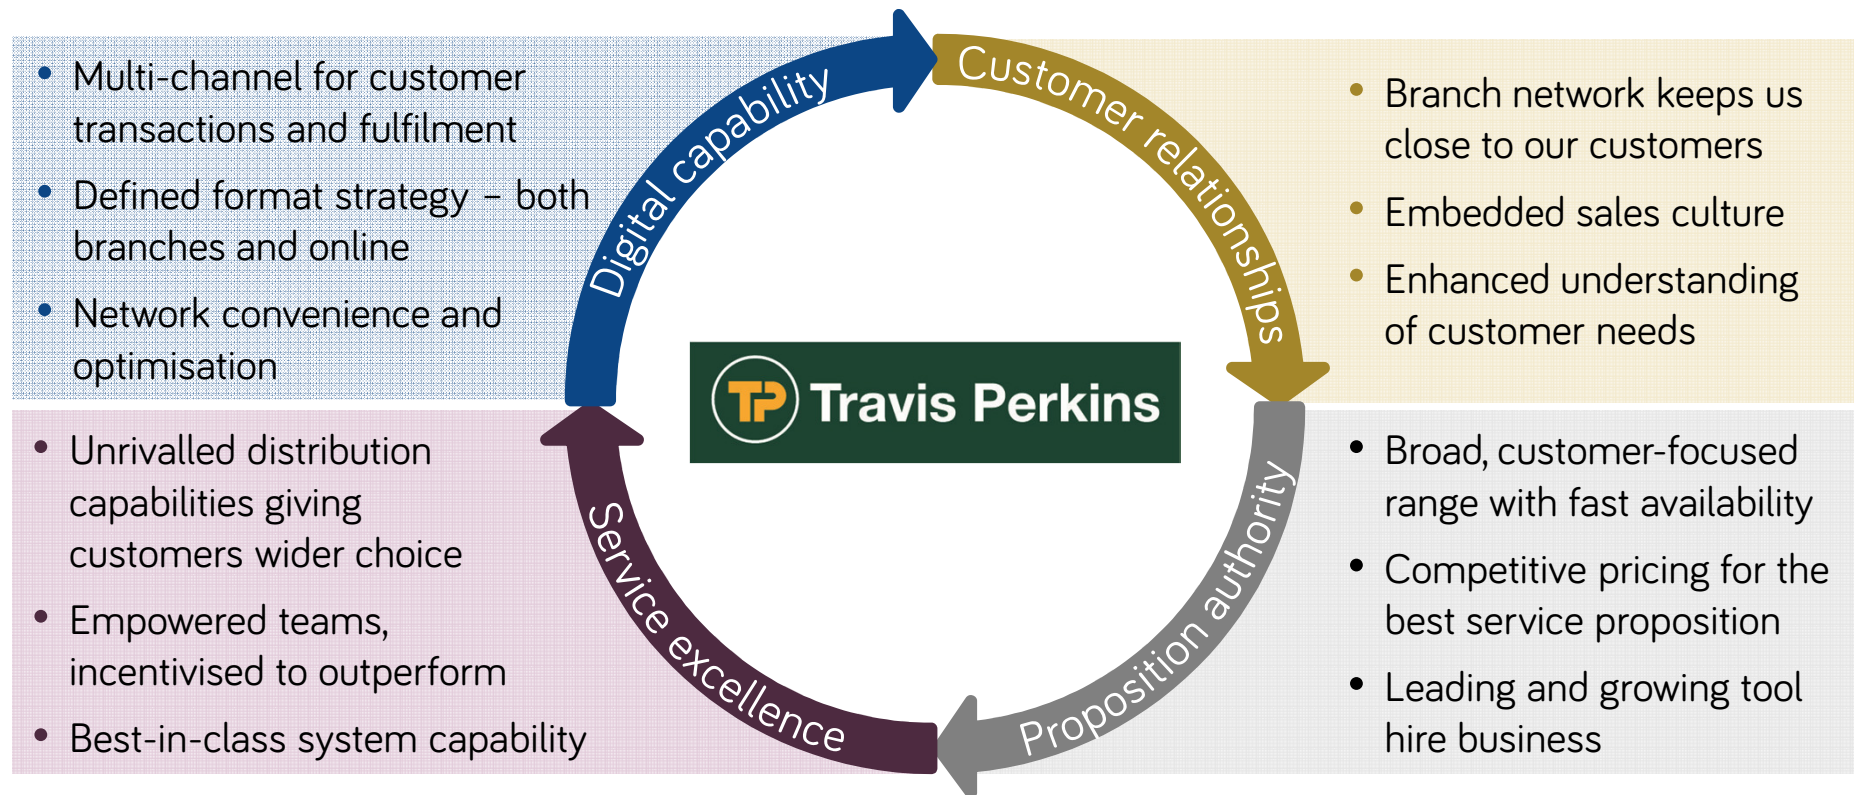 Digital capability
• Multi-channel for customer
transactions and fulfilment
• Defined format strategy – both
branches and online
• Network convenience and
optimisation
Customer relationships
• Branch network keeps us
close to our customers
• Embedded sales culture
• Enhanced understanding
of customer needs
TP Travis Perkins
Service excellence
• Unrivalled distribution
capabilities giving
customers wider choice
• Empowered teams,
incentivised to outperform
• Best-in-class system capability
Proposition authority
• Broad, customer-focused
range with fast availability
• Competitive pricing for the
best service proposition
• Leading and growing tool
hire business